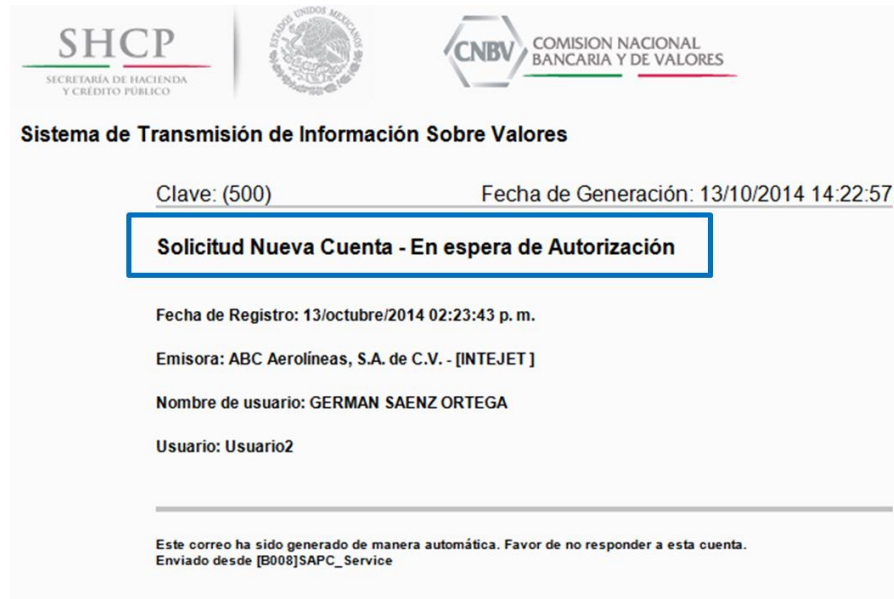 SHCP
SECRETARÍA DE HACIENDA
Y CRÉDITO PÚBLICO
ESTADOS UNIDOS MEXICANOS
CNBV
COMISION NACIONAL
BANCARIA Y DE VALORES
Sistema de Transmisión de Información Sobre Valores
Clave: (500) Fecha de Generación: 13/10/2014 14:22:57
Solicitud Nueva Cuenta - En espera de Autorización
Fecha de Registro: 13/octubre/2014 02:23:43 p. m.
Emisora: ABC Aerolíneas, S.A. de C.V. - [INTEJET ]
Nombre de usuario: GERMAN SAENZ ORTEGA
Usuario: Usuario2
Este correo ha sido generado de manera automática. Favor de no responder a esta cuenta.
Enviado desde [B008]SAPC_Service